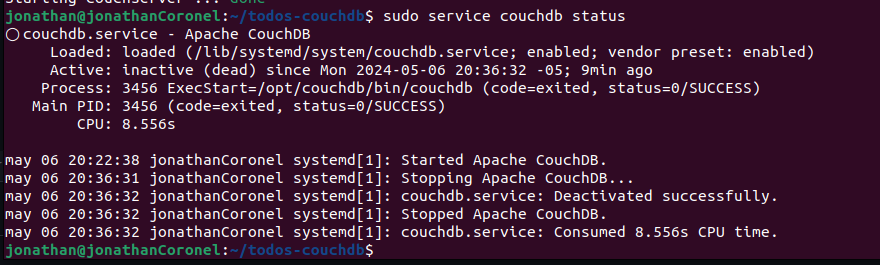 jonathan@jonathanCoronel:~/todos-couchdb$ sudo service couchdb status
couchdb.service - Apache CouchDB
Loaded: loaded (/lib/systemd/system/couchdb.service; enabled; vendor preset: enabled)
Active: inactive (dead) since Mon 2024-05-06 20:36:32 -05; 9min ago
Process: 3456 ExecStart=/opt/couchdb/bin/couchdb (code=exited, status=0/SUCCESS)
Main PID: 3456 (code=exited, status=0/SUCCESS)
CPU: 8.556s
may 06 20:22:38 jonathanCoronel systemd[1]: Started Apache CouchDB.
may 06 20:36:31 jonathanCoronel systemd[1]: Stopping Apache CouchDB...
may 06 20:36:32 jonathanCoronel systemd[1]: couchdb.service: Deactivated successfully.
may 06 20:36:32 jonathanCoronel systemd[1]: Stopped Apache CouchDB.
may 06 20:36:32 jonathanCoronel systemd[1]: couchdb.service: Consumed 8.556s CPU time.
jonathan@jonathanCoronel:~/todos-couchdb$